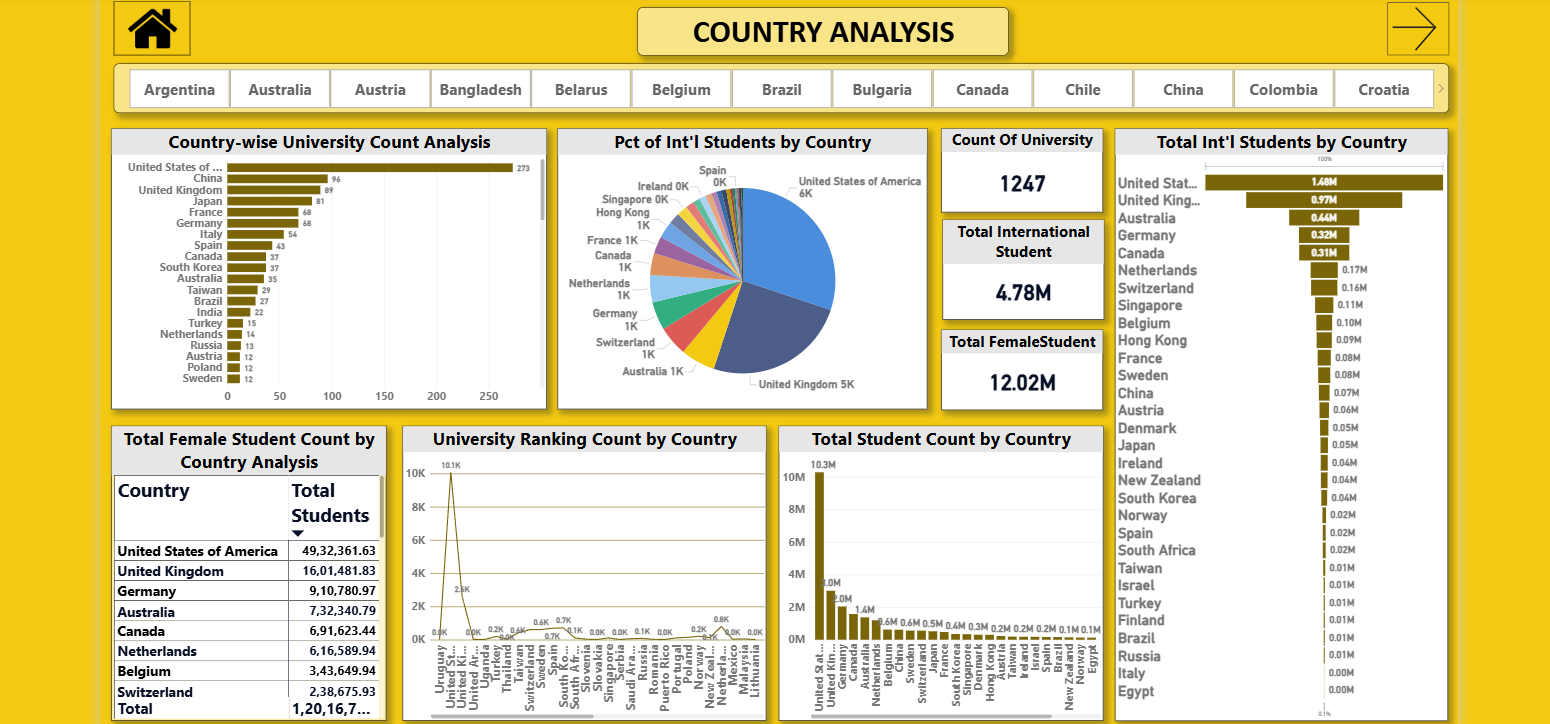 COUNTRY ANALYSIS
Argentina
Australia
Austria
Bangladesh
Belarus
Belgium
Brazil
Bulgaria
Canada
Chile
China
Colombia
Croatia
Country-wise University Count Analysis
United States of ... 273
China 96
United Kingdom 89
Japan 81
France 68
Germany 68
Italy 54
Spain 43
Canada 37
South Korea 37
Australia 35
Taiwan 29
Brazil 27
India 22
Turkey 15
Netherlands 14
Russia 13
Austria 12
Poland 12
Sweden 12
0 50 100 150 200 250
Pct of Int'l Students by Country
United States of America
6K
United Kingdom 5K
Australia 1K
Switzerland
1K
Germany
1K
Netherlands
1K
Canada
1K
France 1K
Hong Kong
1K
Singapore 0K
Ireland 0K
Spain
0K
Count Of University
1247
Total International
Student
4.78M
Total FemaleStudent
12.02M
Total Int'l Students by Country
100%
United Stat... 1.48M
United King... 0.97M
Australia 0.44M
Germany 0.32M
Canada 0.31M
Netherlands 0.17M
Switzerland 0.16M
Singapore 0.11M
Belgium 0.10M
Hong Kong 0.09M
France 0.08M
Sweden 0.08M
China 0.07M
Austria 0.06M
Denmark 0.05M
Japan 0.05M
Ireland 0.04M
New Zealand 0.04M
South Korea 0.04M
Norway 0.02M
Spain 0.02M
South Africa 0.02M
Taiwan 0.01M
Israel 0.01M
Turkey 0.01M
Finland 0.01M
Brazil 0.01M
Russia 0.01M
Italy 0.00M
Egypt 0.00M
0.1%
Total Female Student Count by
Country Analysis
Country Total
Students
United States of America 49,32,361.63
United Kingdom 16,01,481.83
Germany 9,10,780.97
Australia 7,32,340.79
Canada 6,91,623.44
Netherlands 6,16,589.94
Belgium 3,43,649.94
Switzerland 2,38,675.93
Total 1,20,16,7...
University Ranking Count by Country
10K
8K
6K
4K
2K
0K
0.0K 10.1K 0.0K 0.2K 0.0K 0.6K 0.6K 0.7K 0.7K 0.1K 0.0K 0.0K 0.1K 0.0K 0.0K 0.2K 0.8K 0.0K 0.0K
Uruguay
United St...
United Ki...
United Ar...
Uganda
Turkey
Thailand
Taiwan
Switzerland
Sweden
Spain
South Ko...
South Afr...
Slovenia
Slovakia
Singapore
Serbia
Saudi Ara...
Russia
Romania
Puerto Rico
Portugal
Poland
Norway
New Zeal...
Netherla...
Mexico
Malaysia
Lithuania
Total Student Count by Country
10M
8M
6M
4M
2M
0M
10.3M 3.0M 2.0M 1.4M 0.6M 0.6M 0.6M 0.5M 0.4M 0.3M 0.2M 0.2M 0.2M 0.1M 0.1M
United Stat...
United Kin...
Germany
Canada
Australia
Netherlands
Belgium
China
Sweden
Switzerland
Japan
France
South Korea
Singapore
Denmark
Hong Kong
Austria
Taiwan
Ireland
Israel
Spain
Brazil
New Zealand
Norway
Egypt